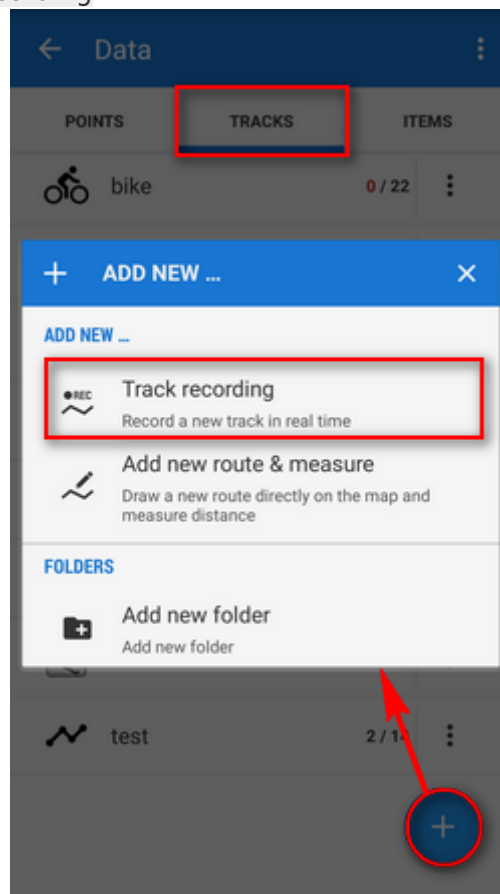 Data
POINTS TRACKS ITEMS
bike 0 / 22
+ ADD NEW ... ×
ADD NEW ...
REC
Track recording
Record a new track in real time
Add new route & measure
Draw a new route directly on the map and
measure distance
FOLDERS
Add new folder
Add new folder
test
+